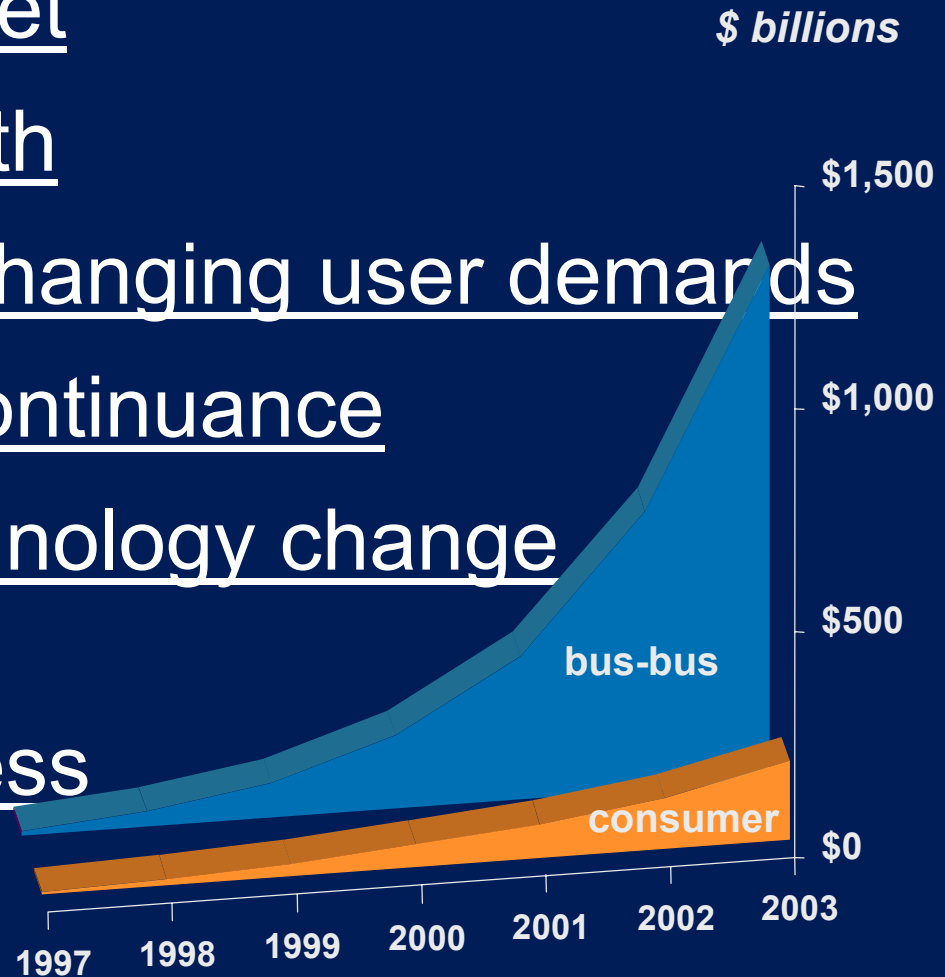 et
$ billions
th
$1,500
hanging user demands
ontinuance
$1,000
nology change
$500
bus-bus
ess
consumer
$0
1997 1998 1999 2000 2001 2002 2003